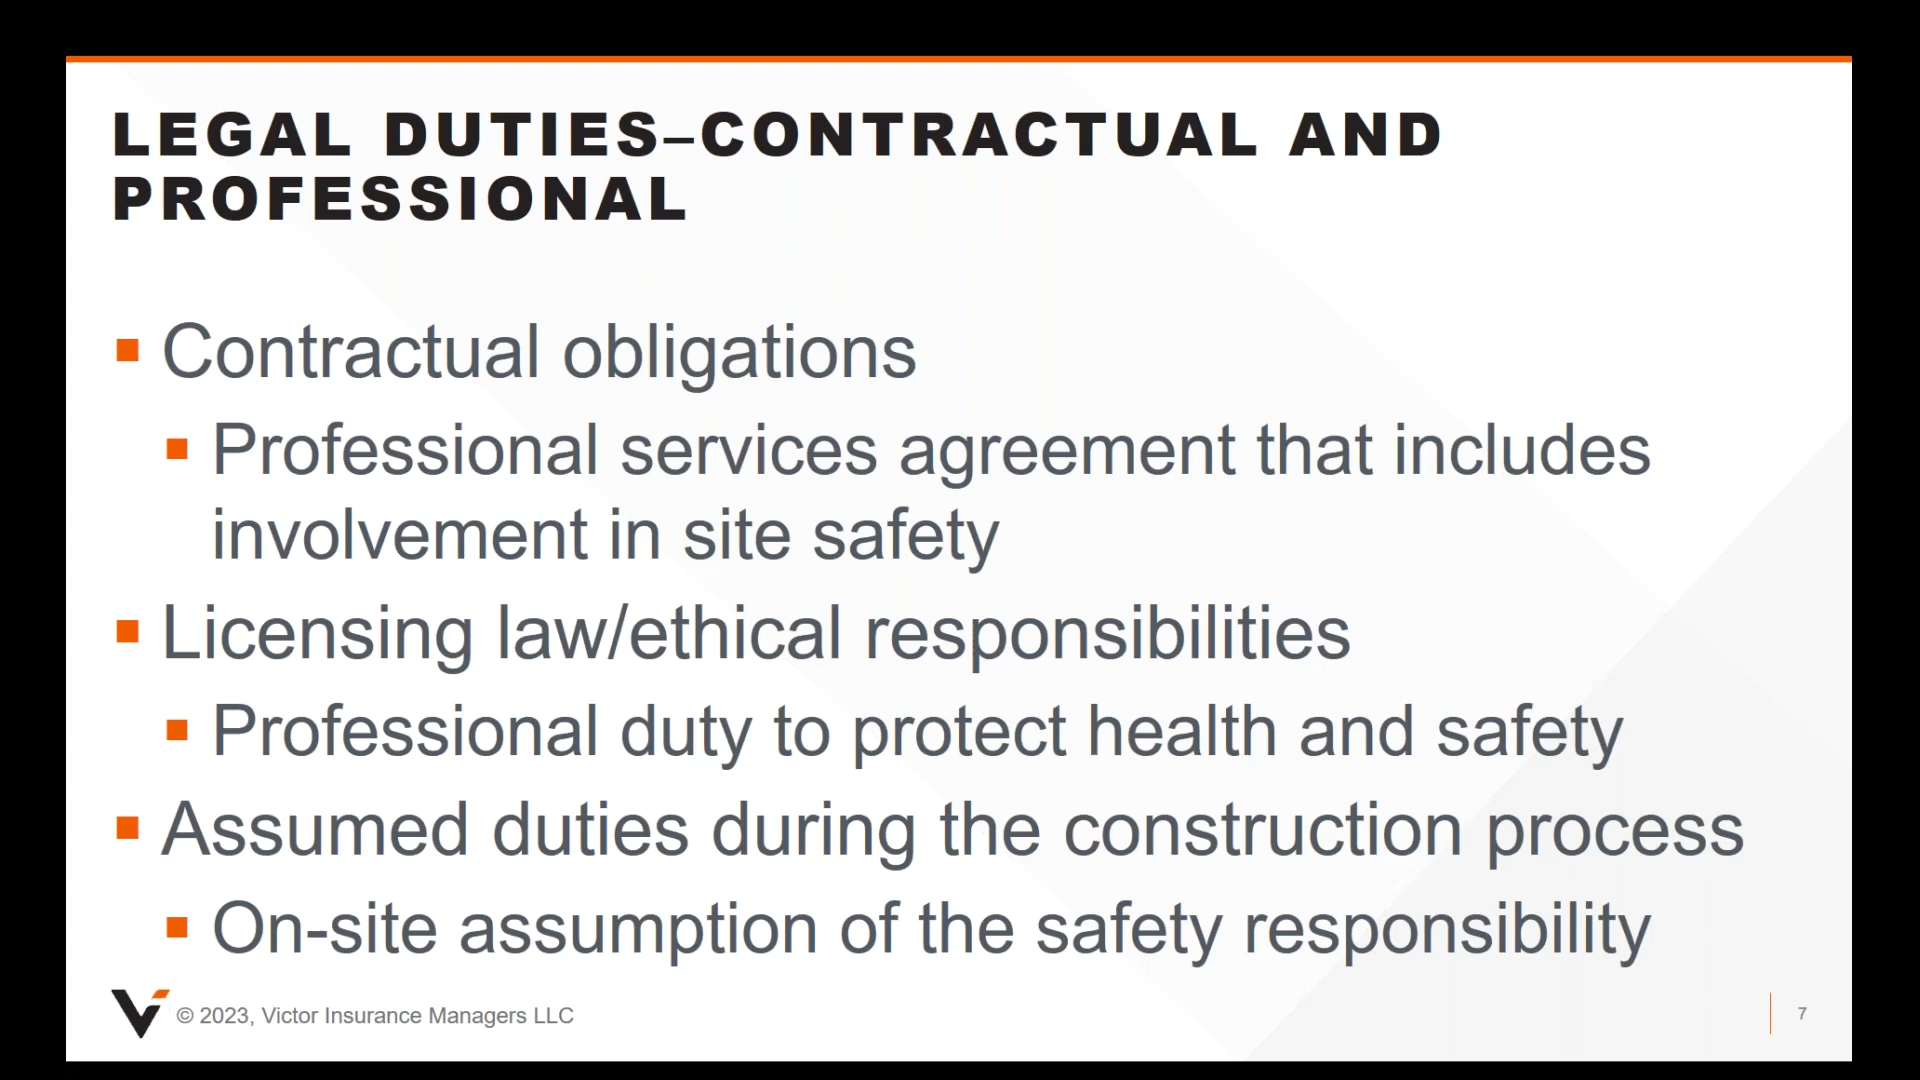 LEGAL DUTIES–CONTRACTUAL AND
PROFESSIONAL
Contractual obligations
Professional services agreement that includes
involvement in site safety
Licensing law/ethical responsibilities
Professional duty to protect health and safety
Assumed duties during the construction process
On-site assumption of the safety responsibility
© 2023, Victor Insurance Managers LLC
7